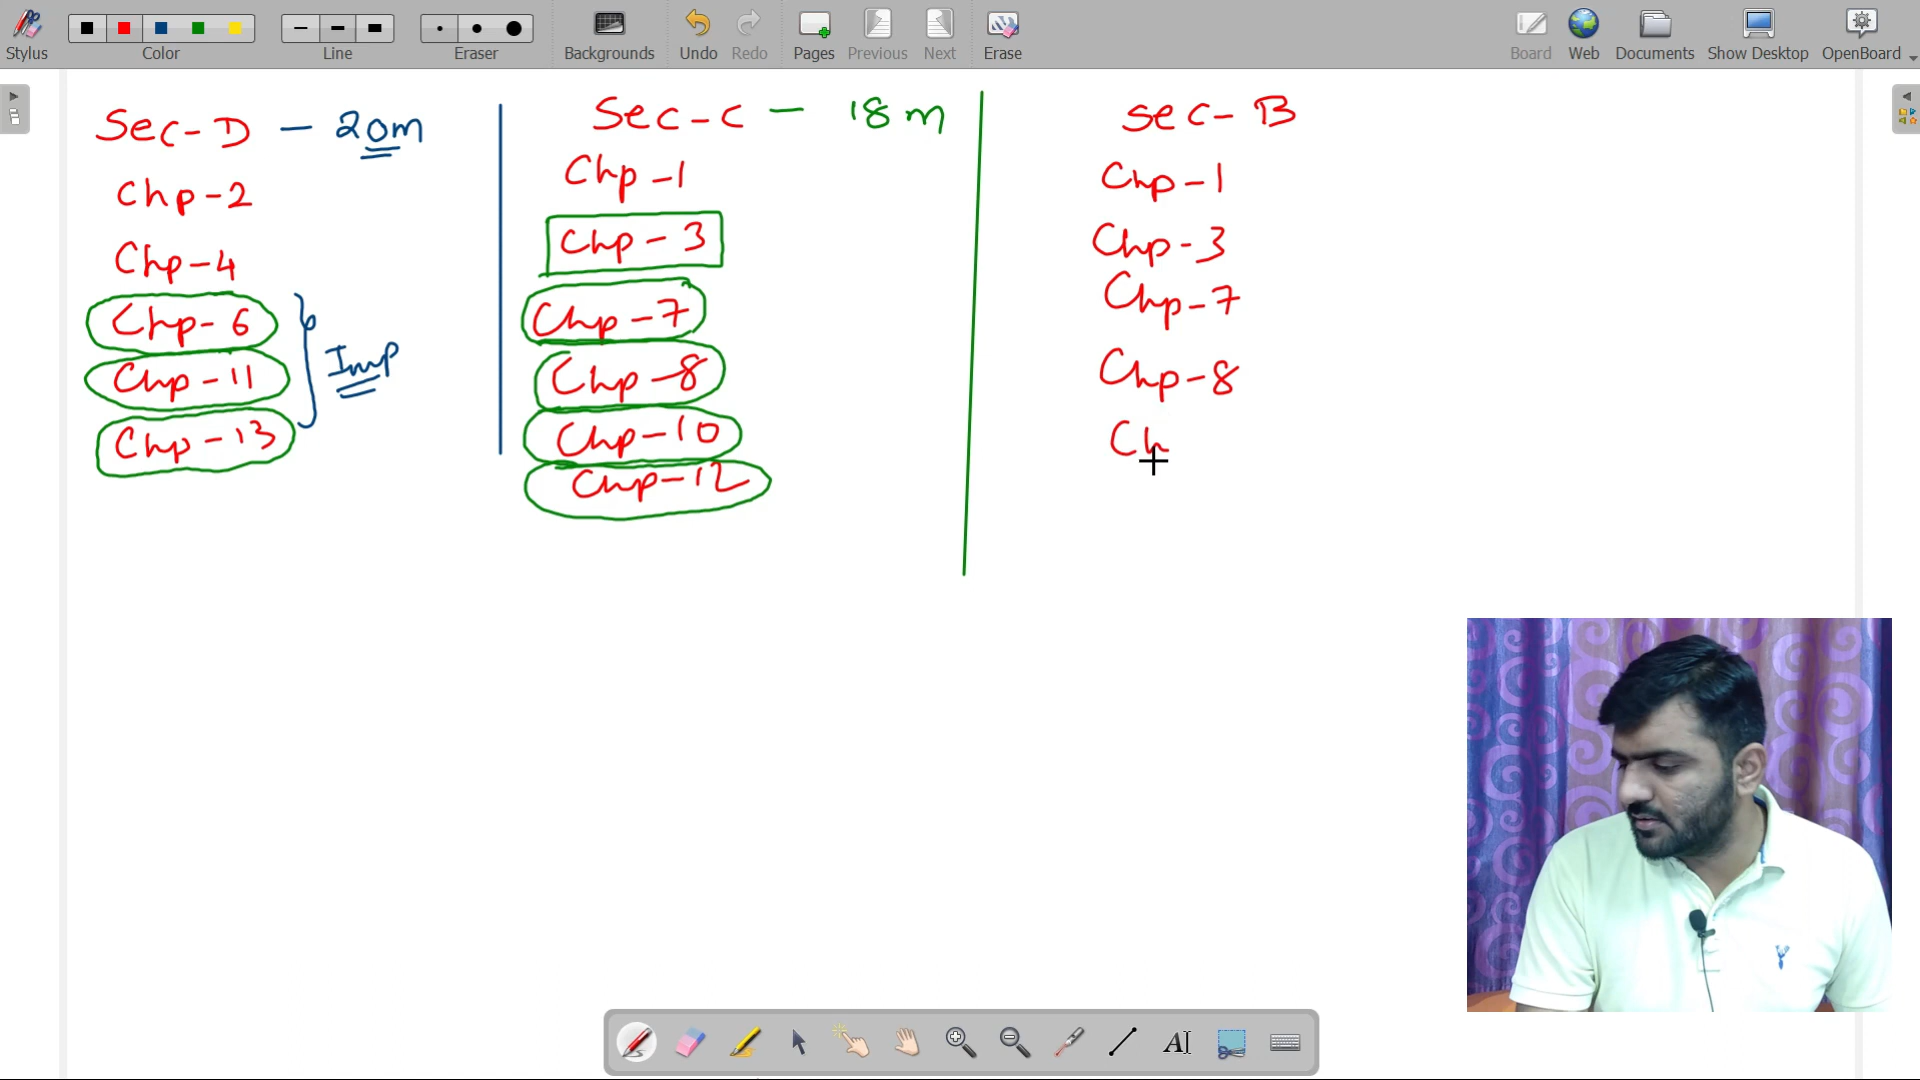 Stylus
Color
Line
Eraser
Backgrounds
Undo
Redo
Pages
Previous
Next
Erase
Board
Web
Documents
Show Desktop
OpenBoard
Sec-D - 20m
Chp-2
Chp-4
Chp-6
Chp-11
Chp-13
Imp
Sec-C - 18m
Chp-1
Chp-3
Chp-7
Chp-8
Chp-10
Chp-12
Sec-B
Chp-1
Chp-3
Chp-7
Chp-8
Ch
AI